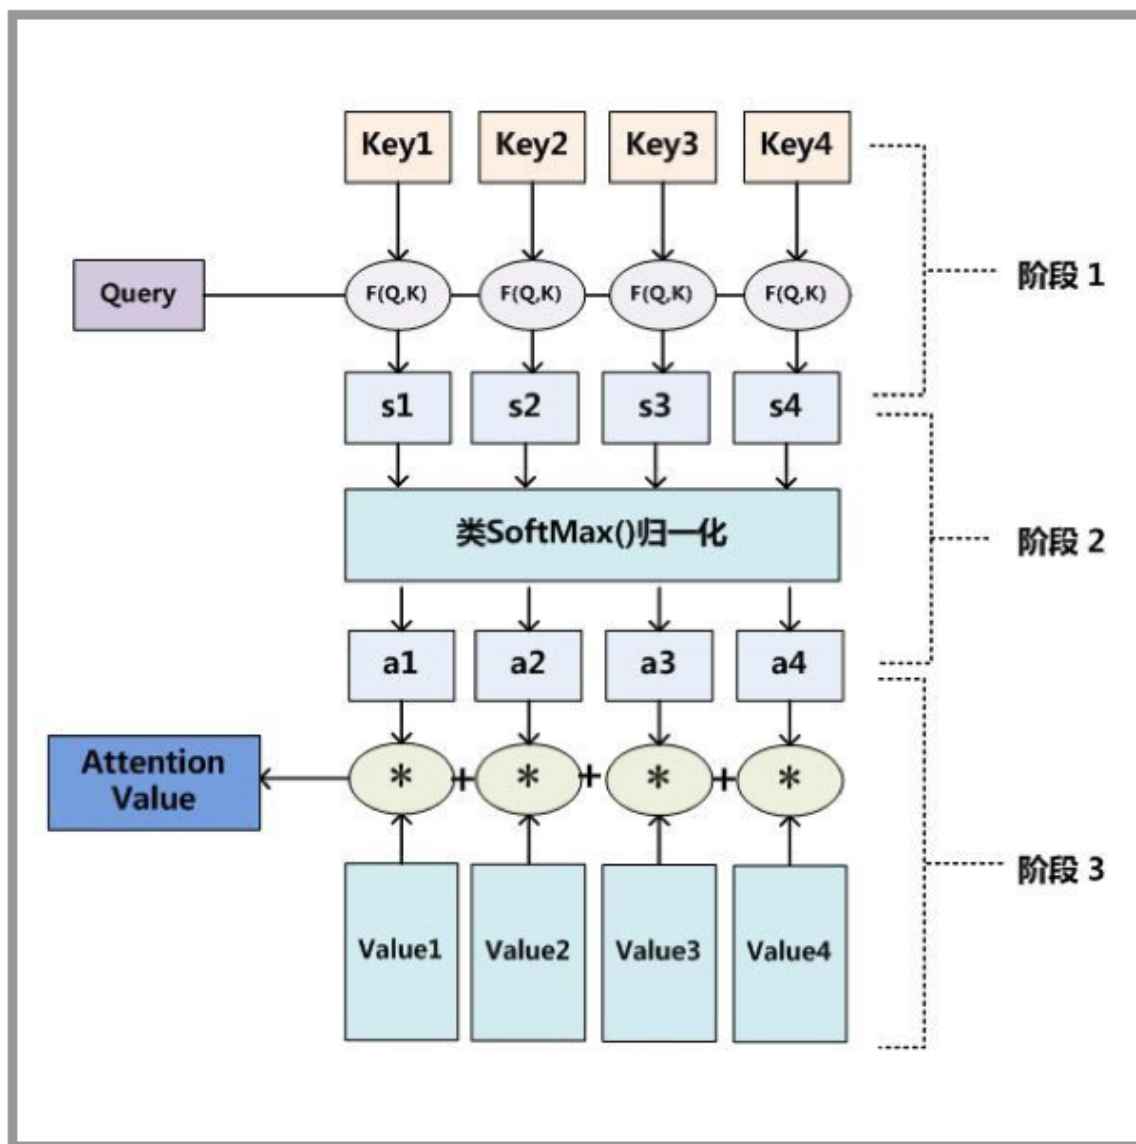 Key1 Key2 Key3 Key4
阶段 1
Query F(Q,K) F(Q,K) F(Q,K) F(Q,K)
s1 s2 s3 s4
类SoftMax()归一化
阶段 2
a1 a2 a3 a4
Attention
Value
* + * + * + *
阶段 3
Value1 Value2 Value3 Value4